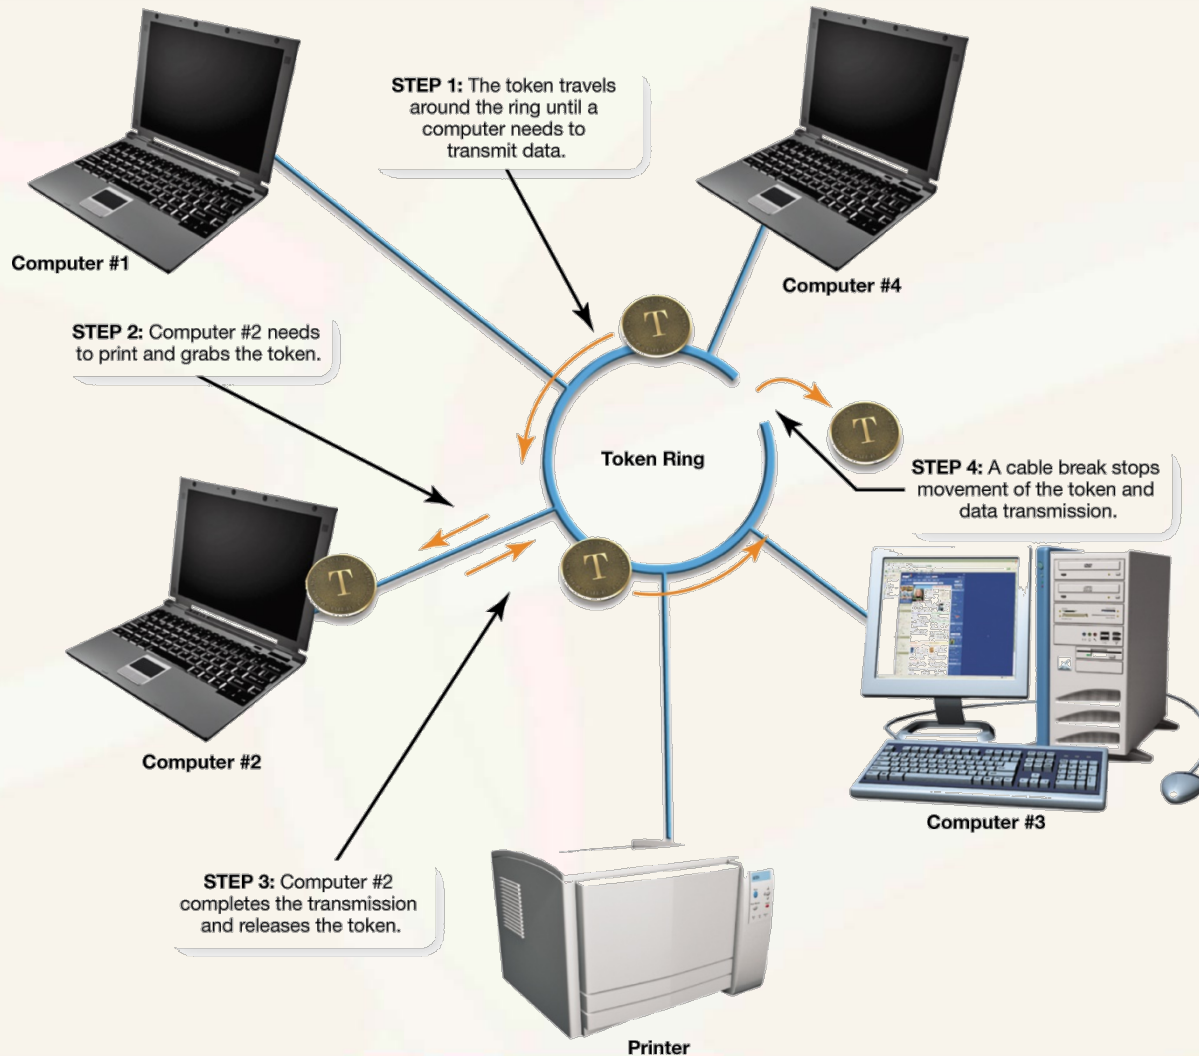 STEP 1: The token travels
around the ring until a
computer needs to
transmit data.
Computer #1
Computer #4
STEP 2: Computer #2 needs
to print and grabs the token.
T
T
Token Ring
STEP 4: A cable break stops
movement of the token and
data transmission.
T
T
Computer #2
Computer #3
STEP 3: Computer #2
completes the transmission
and releases the token.
Printer